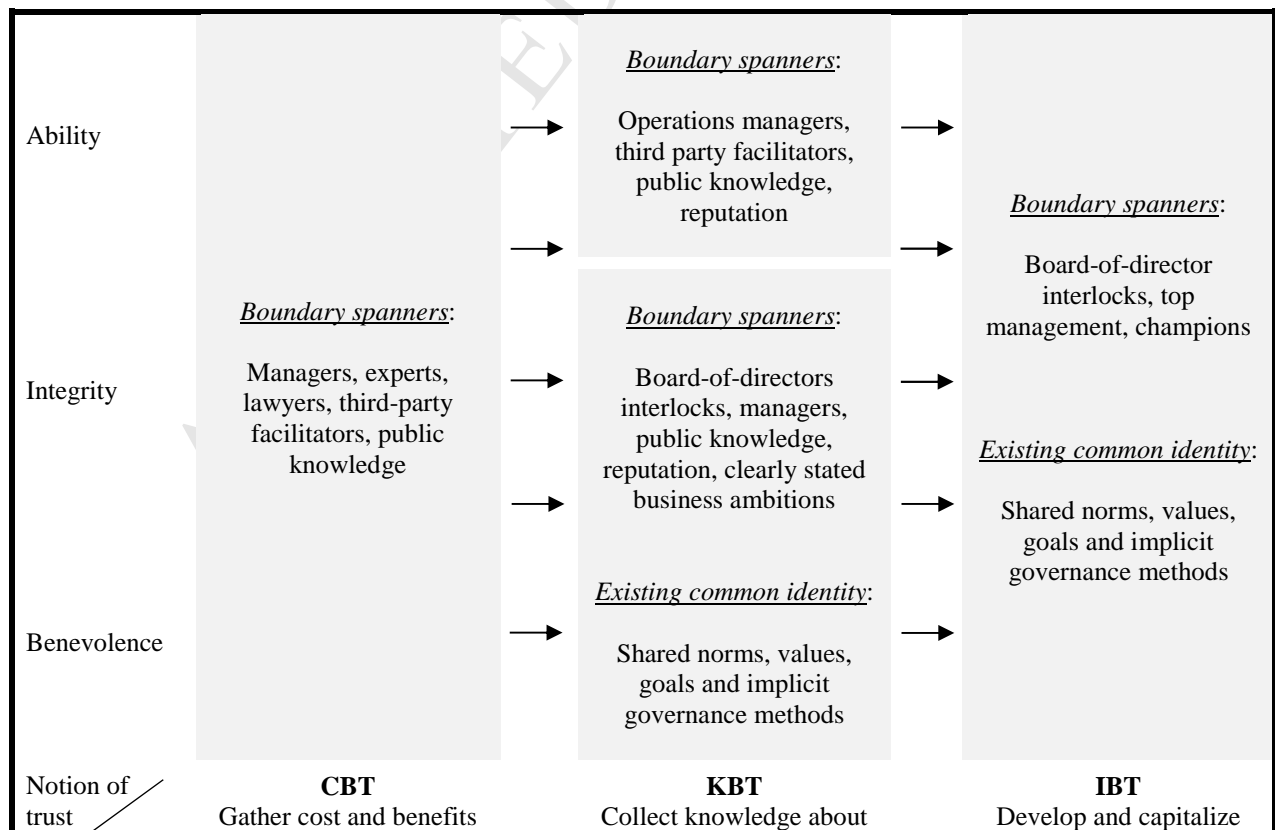 Ability
Integrity
Benevolence
Boundary spanners:
Managers, experts,
lawyers, third-party
facilitators, public
knowledge
Boundary spanners:
Operations managers,
third party facilitators,
public knowledge,
reputation
Boundary spanners:
Board-of-directors
interlocks, managers,
public knowledge,
reputation, clearly stated
business ambitions
Existing common identity:
Shared norms, values,
goals and implicit
governance methods
Boundary spanners:
Board-of-director
interlocks, top
management, champions
Existing common identity:
Shared norms, values,
goals and implicit
governance methods
Notion of
trust
CBT
Gather cost and benefits
KBT
Collect knowledge about
IBT
Develop and capitalize